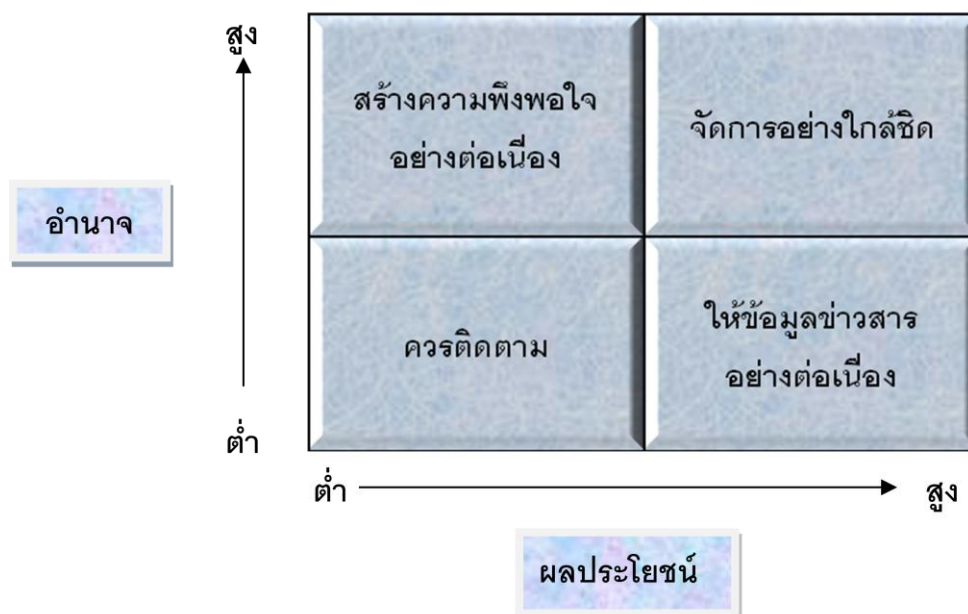 สูง
สร้างความพึงพอใจ
อย่างต่อเนื่อง
จัดการอย่างใกล้ชิด
อำนาจ
ควรติดตาม
ให้ข้อมูลข่าวสาร
อย่างต่อเนื่อง
ต่ำ
ต่ำ
สูง
ผลประโยชน์